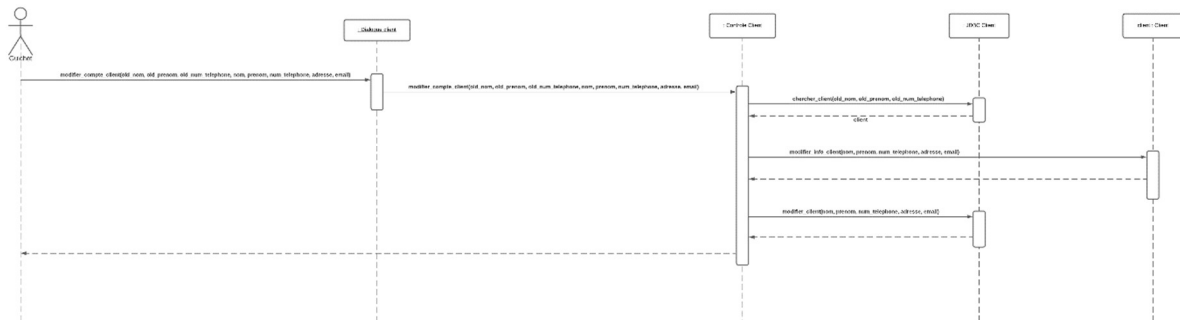 : Dialogue client
: Controle Client
: JDBC Client
client : Client
Guichet
modifier_compte_client(old_nom, old_prenom, old_num_telephone, nom, prenom, num_telephone, adresse, email)
modifier_compte_client(old_nom, old_prenom, old_num_telephone, nom, prenom, num_telephone, adresse, email)
chercher_client(old_nom, old_prenom, old_num_telephone)
client
modifier_info_client(nom, prenom, num_telephone, adresse, email)
modifier_client(nom, prenom, num_telephone, adresse, email)